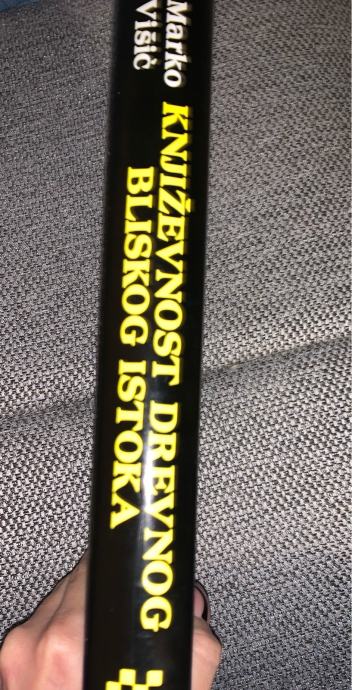 Marko
Višić
KNJIŽEVNOST DREVNOG
BLISKOG ISTOKA